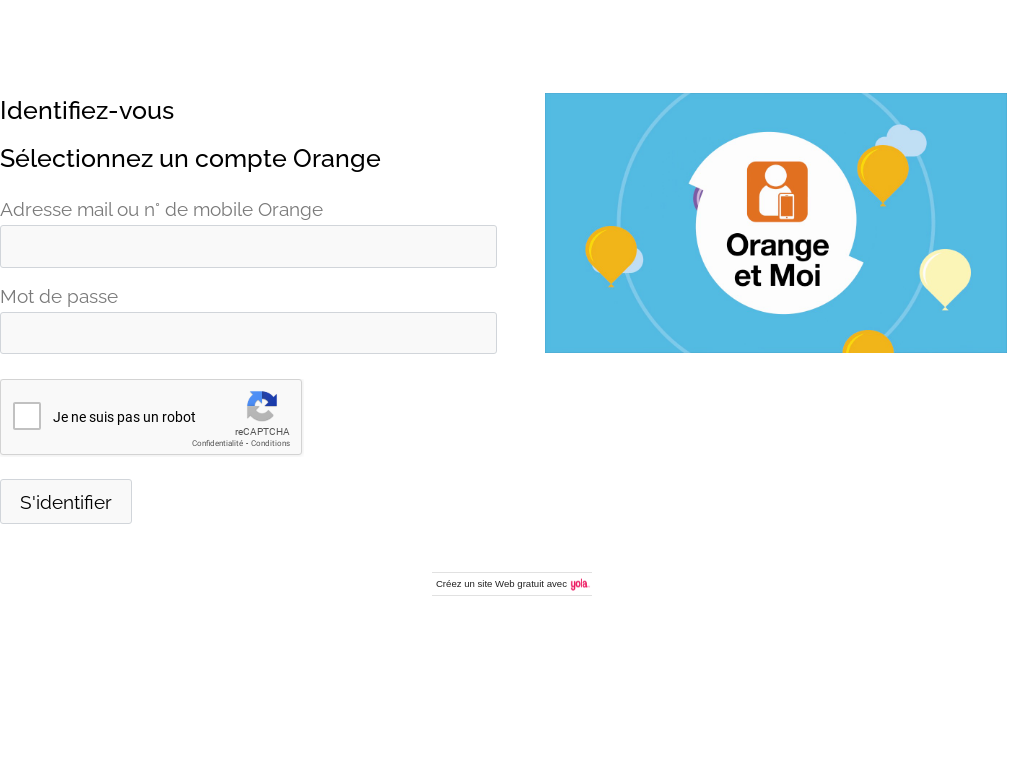 Identifiez-vous
Sélectionnez un compte Orange
Adresse mail ou n° de mobile Orange
Mot de passe
Je ne suis pas un robot
reCAPTCHA
Confidentialité - Conditions
S'identifier
Orange
et Moi
Créez un site Web gratuit avec yola.